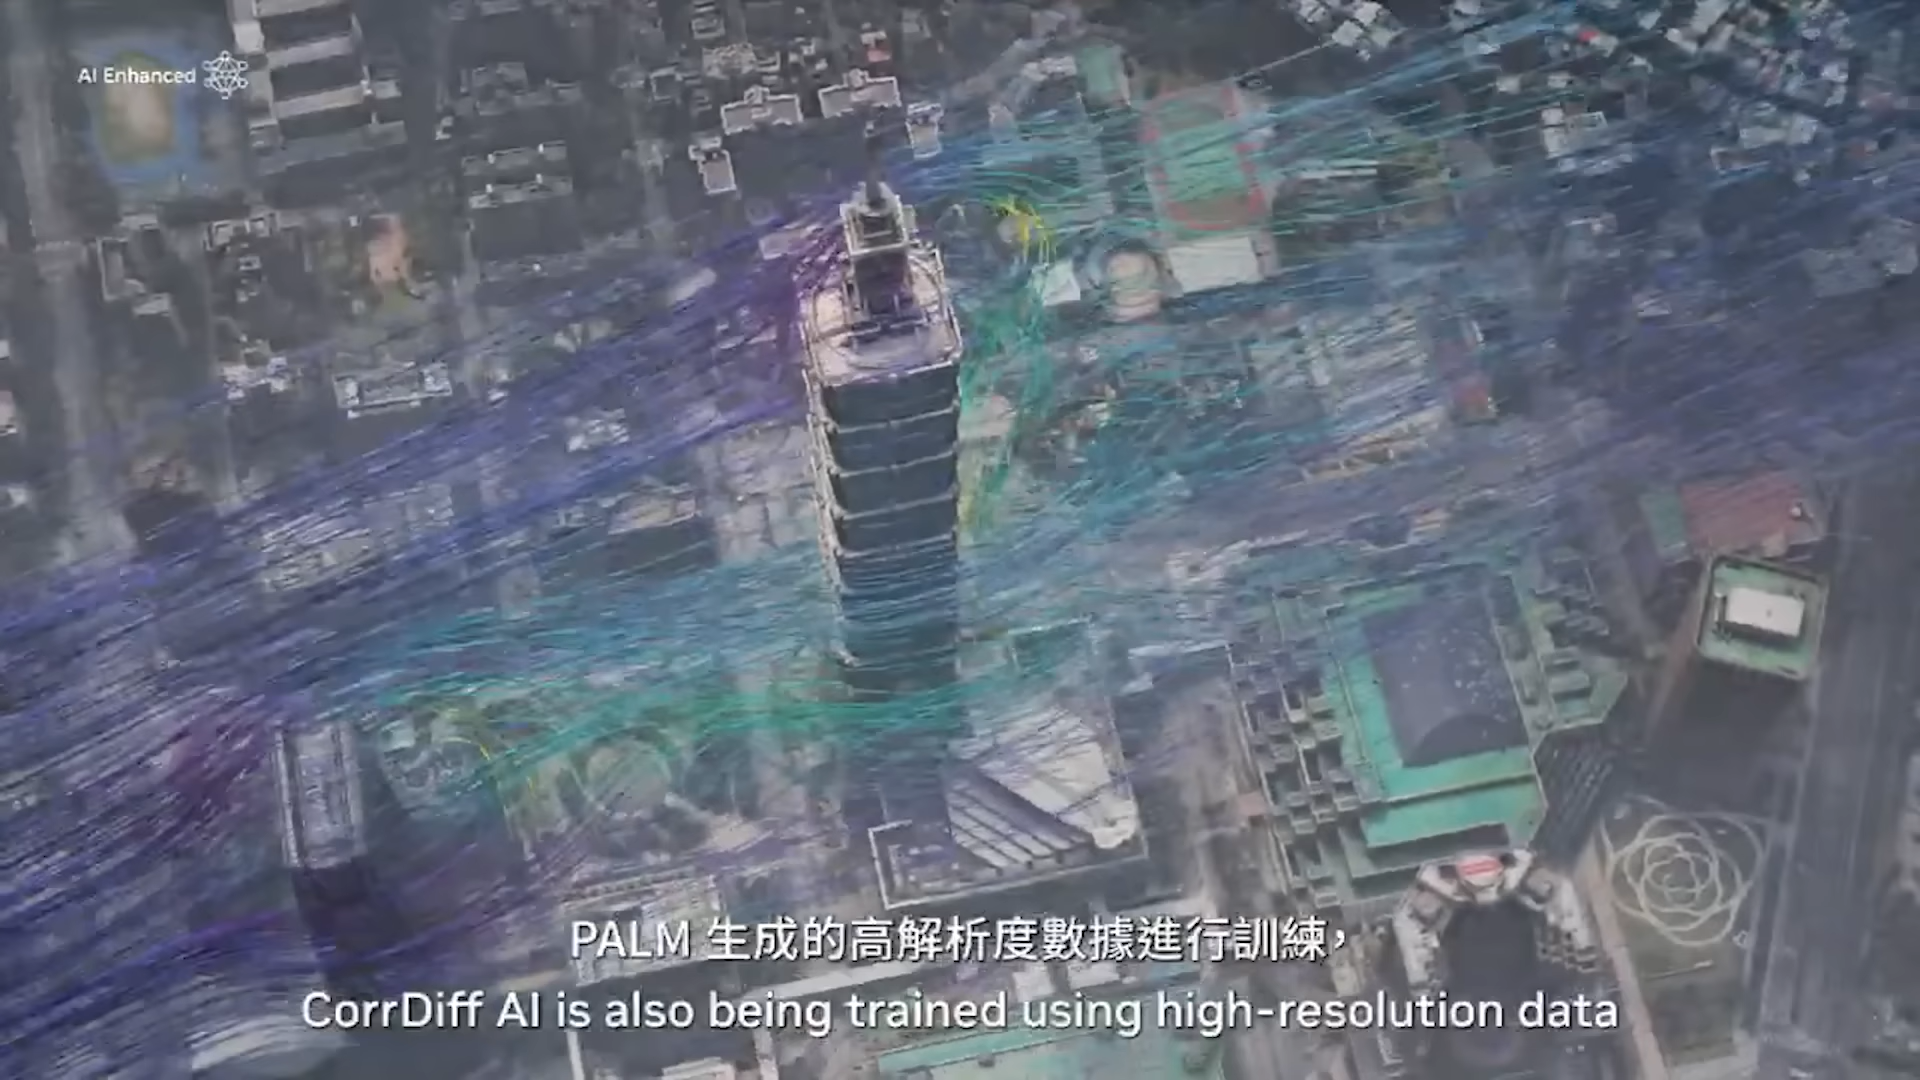 AI Enhanced
PALM 生成的高解析度數據進行訓練，
CorrDiff AI is also being trained using high-resolution data